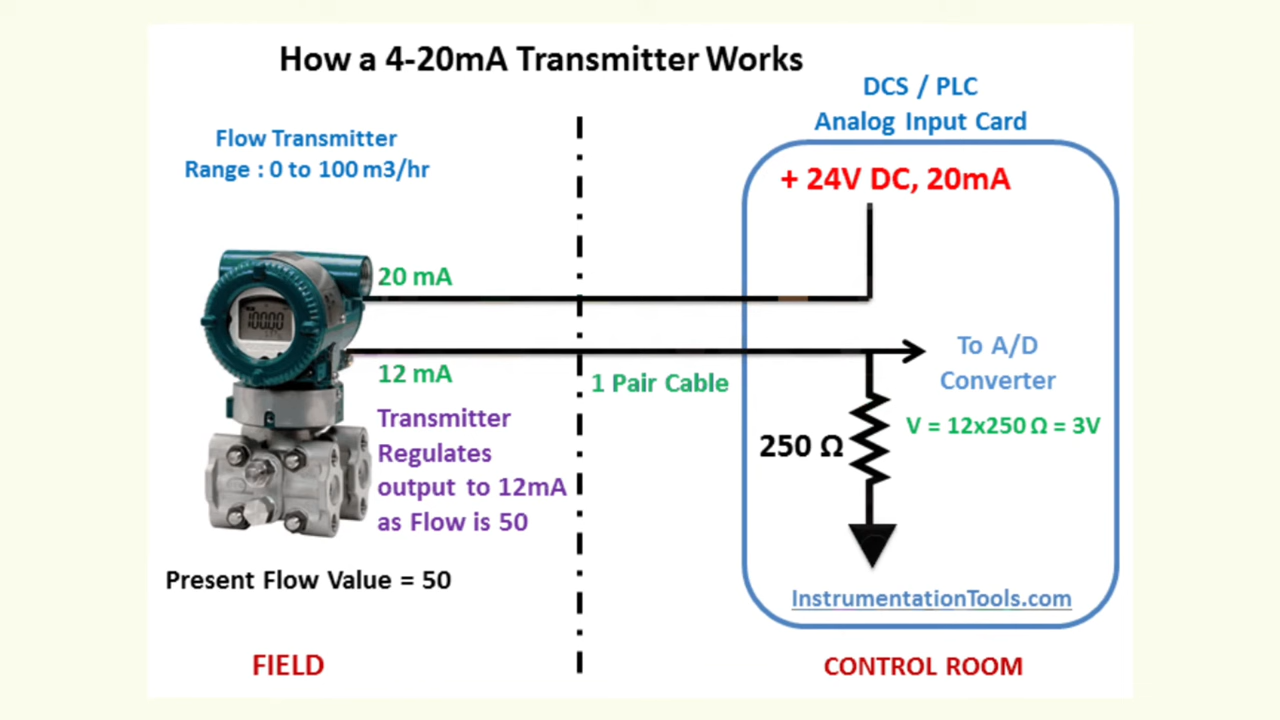 How a 4-20mA Transmitter Works
DCS / PLC
Analog Input Card
Flow Transmitter
Range : 0 to 100 m3/hr
+ 24V DC, 20mA
20 mA
100.00
12 mA
1 Pair Cable
To A/D
Converter
V = 12x250 Ω = 3V
250 Ω
Transmitter
Regulates
output to 12mA
as Flow is 50
Present Flow Value = 50
InstrumentationTools.com
FIELD
CONTROL ROOM